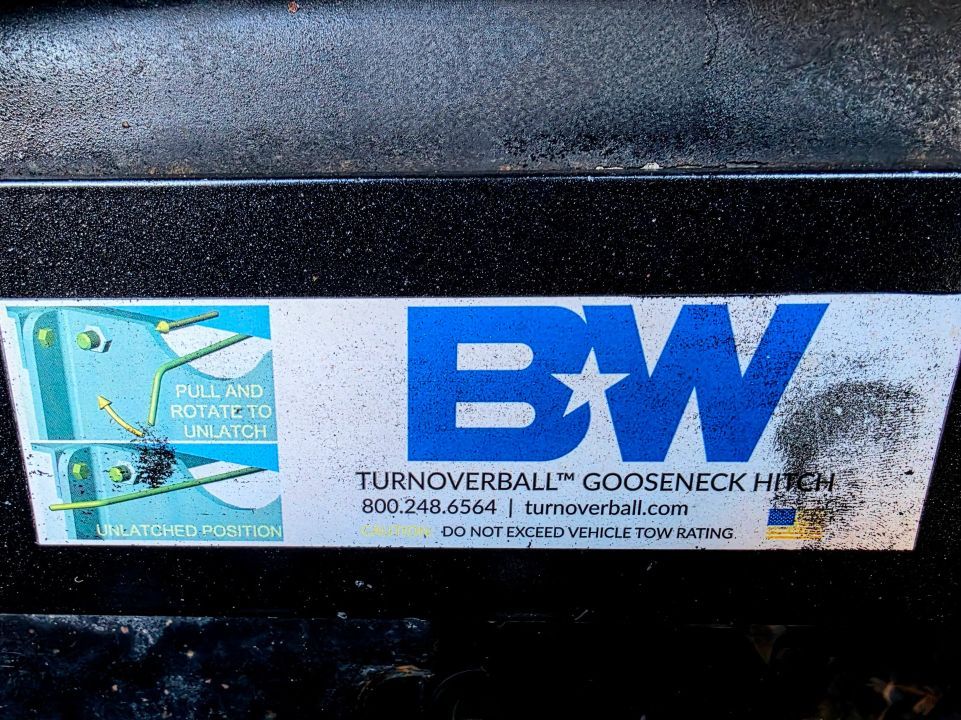 PULL AND
ROTATE TO
UNLATCH
UNLATCHED POSITION
BW
TURNOVERBALL™ GOOSENECK HITCH
800.248.6564 | turnoverball.com
CAUTION: DO NOT EXCEED VEHICLE TOW RATING